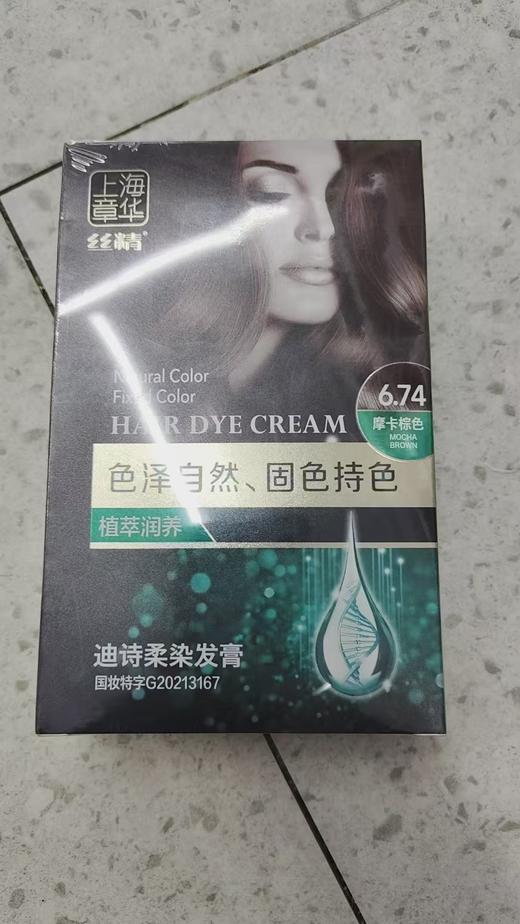 上海
章华
丝精®
Natural Color
Fixed Color
HAIR DYE CREAM
6.74
摩卡棕色
MOCHA
BROWN
色泽自然、固色持色
植萃润养
迪诗柔染发膏
国妆特字G20213167